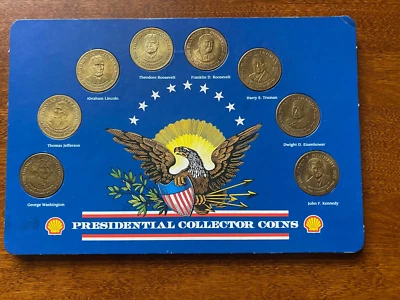 Theodore Roosevelt
Franklin D. Roosevelt
Abraham Lincoln
Harry S. Truman
Thomas Jefferson
Dwight D. Eisenhower
George Washington
John F. Kennedy
PRESIDENTIAL COLLECTOR COINS